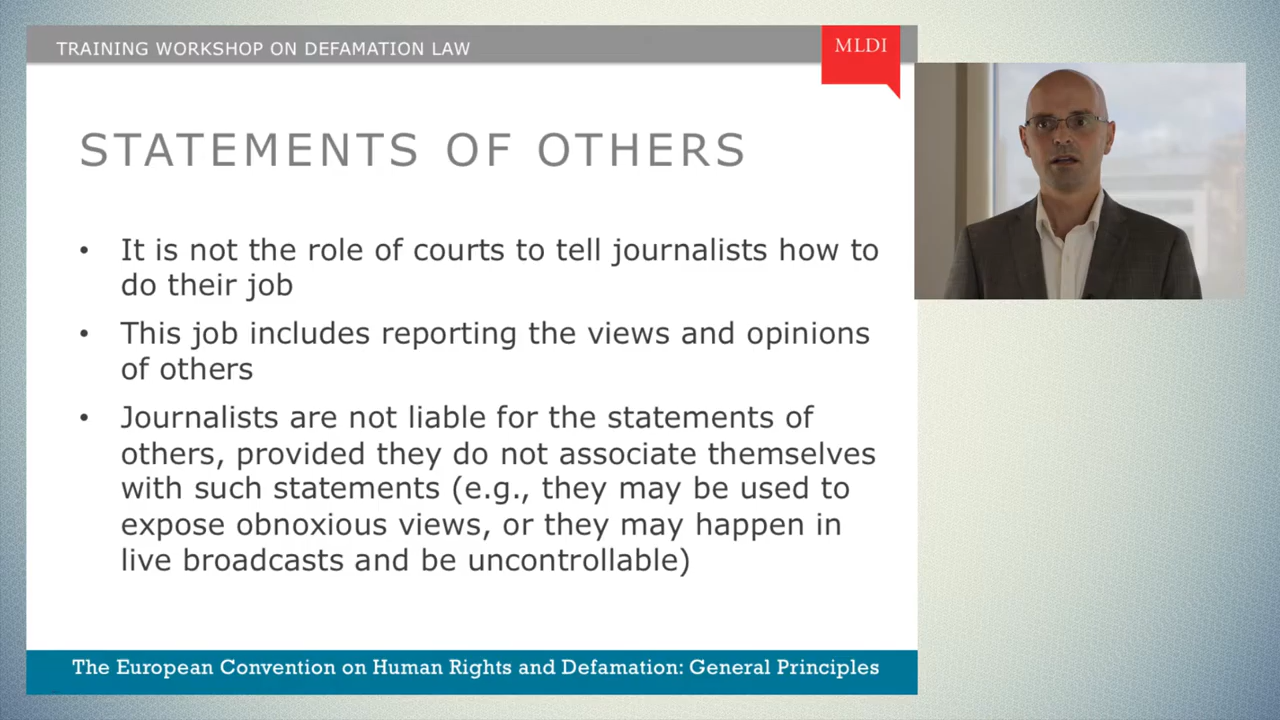 TRAINING WORKSHOP ON DEFAMATION LAW
MLDI
STATEMENTS OF OTHERS
• It is not the role of courts to tell journalists how to
do their job
• This job includes reporting the views and opinions
of others
• Journalists are not liable for the statements of
others, provided they do not associate themselves
with such statements (e.g., they may be used to
expose obnoxious views, or they may happen in
live broadcasts and be uncontrollable)
The European Convention on Human Rights and Defamation: General Principles